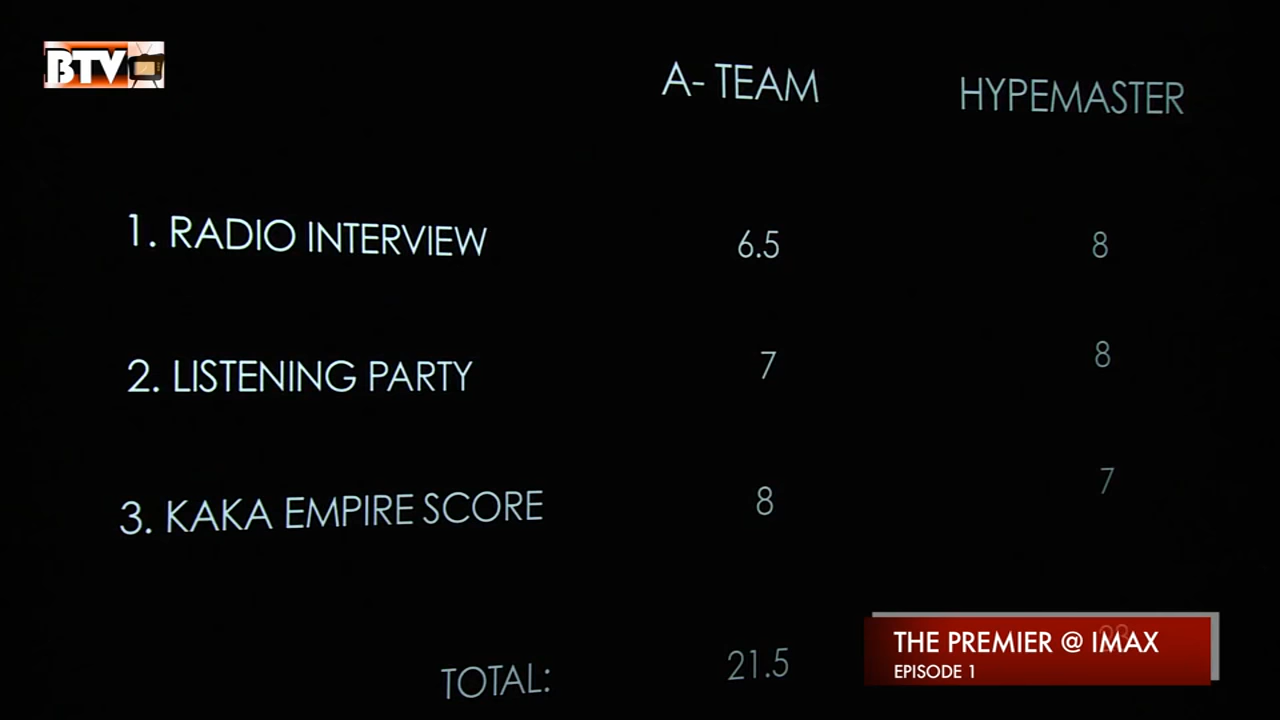 BTV
A- TEAM HYPEMASTER
1. RADIO INTERVIEW 6.5 8
2. LISTENING PARTY 7 8
3. KAKA EMPIRE SCORE 8 7
TOTAL: 21.5 23
THE PREMIER @ IMAX
EPISODE 1